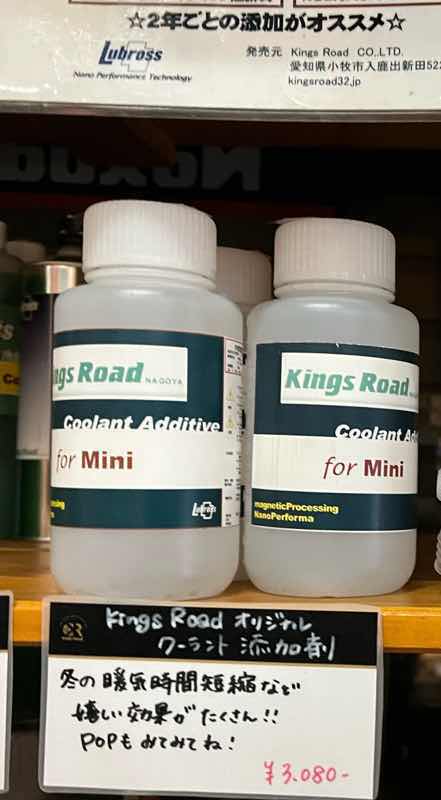 ☆2年ごとの添加がオススメ☆
Lubross
Nano Performance Technology
発売元 Kings Road CO,LTD.
愛知県小牧市入鹿出新田52
kingsroad32.jp
ngs Road NAGOYA
Coolant Additive
for Mini
Lubross
Kings Road
Coolant Ad
for Mini
magneticProcessing
NanoPerforma
Kings Road オリジナル
クーラント添加剤
冬の暖気時間短縮など
嬉しい効果がたくさん!!
POPもみてみてね!
¥3,080-